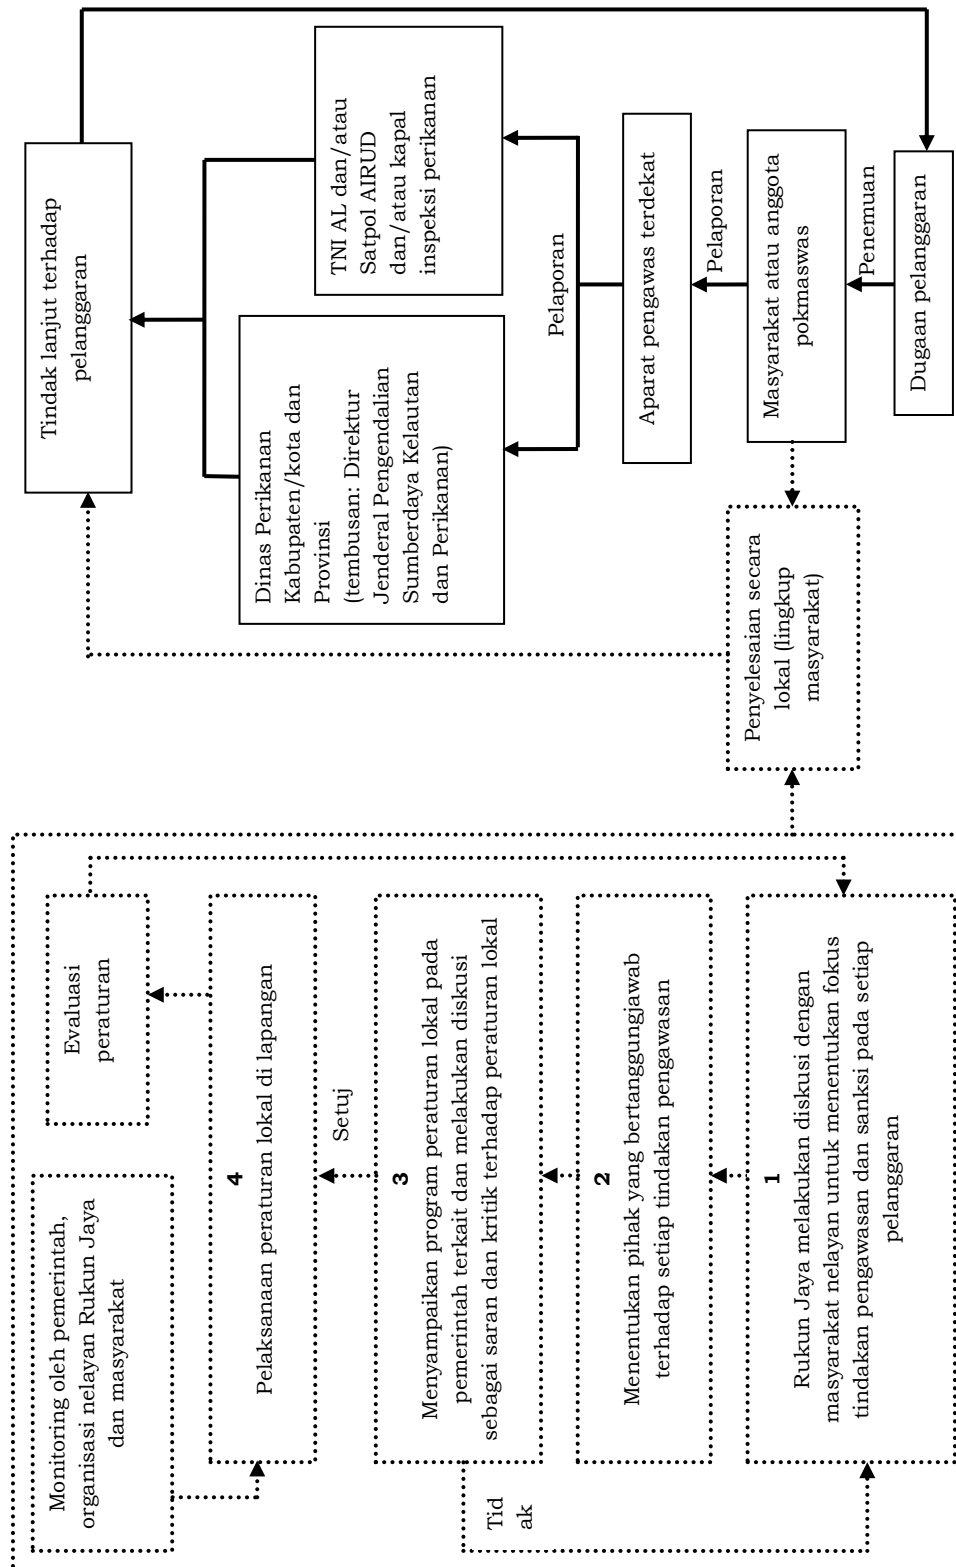 Monitoring oleh pemerintah,
organisasi nelayan Rukun Jaya
dan masyarakat
Evaluasi
peraturan
4
Pelaksanaan peraturan lokal di lapangan
Setuj
3
Menyampaikan program peraturan lokal pada
pemerintah terkait dan melakukan diskusi
sebagai saran dan kritik terhadap peraturan lokal
Tid
ak
2
Menentukan pihak yang bertanggungjawab
terhadap setiap tindakan pengawasan
1
Rukun Jaya melakukan diskusi dengan
masyarakat nelayan untuk menentukan fokus
tindakan pengawasan dan sanksi pada setiap
pelanggaran
Tindak lanjut terhadap
pelanggaran
Dinas Perikanan
Kabupaten/kota dan
Provinsi
(tembusan: Direktur
Jenderal Pengendalian
Sumberdaya Kelautan
dan Perikanan)
TNI AL dan/atau
Satpol AIRUD
dan/atau kapal
inspeksi perikanan
Pelaporan
Aparat pengawas terdekat
Pelaporan
Penyelesaian secara
lokal (lingkup
masyarakat)
Masyarakat atau anggota
pokmaswas
Penemuan
Dugaan pelanggaran